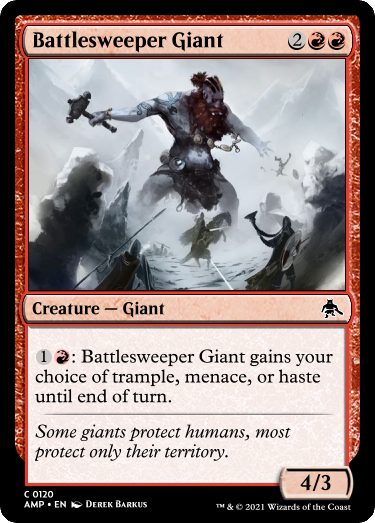 Battlesweeper Giant 2
Creature — Giant
1 : Battlesweeper Giant gains your
choice of trample, menace, or haste
until end of turn.
Some giants protect humans, most
protect only their territory.
4/3
C 0120
AMP • EN DEREK BARKUS
™ & © 2021 Wizards of the Coast